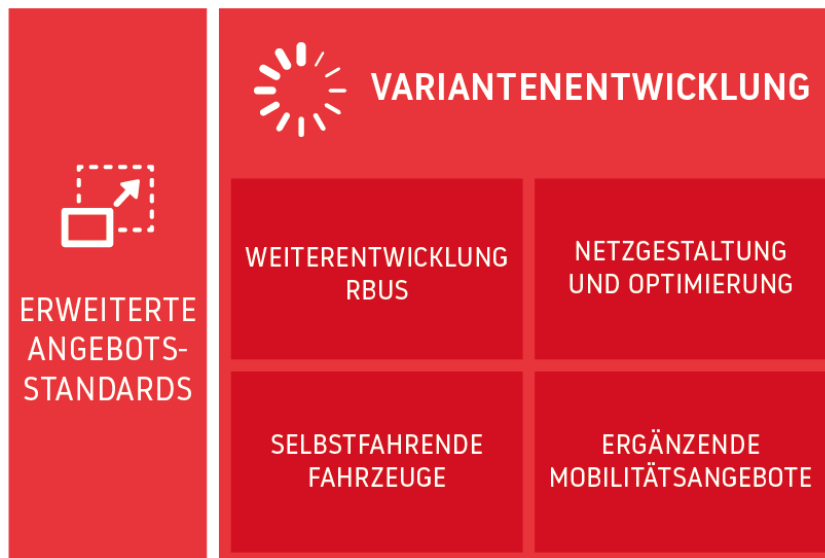 ERWEITERTE
ANGEBOTS-
STANDARDS
VARIANTENENTWICKLUNG
WEITERENTWICKLUNG
RBUS
NETZGESTALTUNG
UND OPTIMIERUNG
SELBSTFAHRENDE
FAHRZEUGE
ERGÄNZENDE
MOBILITÄTSANGEBOTE